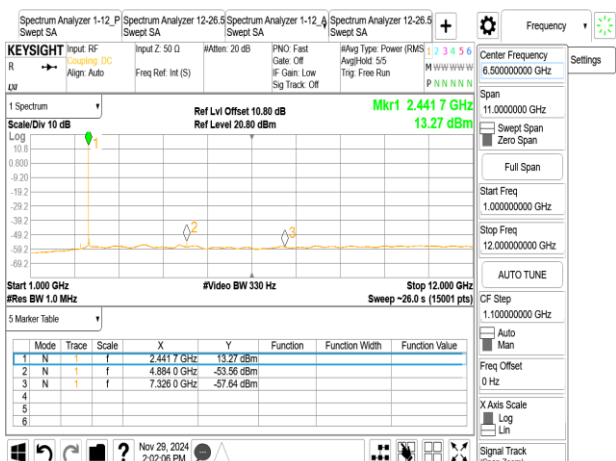 Spectrum Analyzer 1-12_P
Swept SA
Spectrum Analyzer 12-26.5
Swept SA
Spectrum Analyzer 1-12_A
Swept SA
Spectrum Analyzer 12-26.5
Swept SA
+
Frequency
Settings
KEYSIGHT
R
Input: RF
Coupling: DC
Align: Auto
Input Z: 50 Ω
Freq Ref: Int (S)
#Atten: 20 dB
PNO: Fast
Gate: Off
IF Gain: Low
Sig Track: Off
#Avg Type: Power (RMS
Avg|Hold: 5/5
Trig: Free Run
1 2 3 4 5 6
M W W W W W
P N N N N N
1 Spectrum
Scale/Div 10 dB
Ref Lvl Offset 10.80 dB
Ref Level 20.80 dBm
Mkr1 2.441 7 GHz
13.27 dBm
Log
10.8
0.800
-9.20
-19.2
-29.2
-39.2
-49.2
-59.2
-69.2
1
2
3
Start 1.000 GHz
#Res BW 1.0 MHz
#Video BW 330 Hz
Stop 12.000 GHz
Sweep ~26.0 s (15001 pts)
5 Marker Table
Mode Trace Scale X Y Function Function Width Function Value
1 N 1 f 2.441 7 GHz 13.27 dBm
2 N 1 f 4.884 0 GHz -53.56 dBm
3 N 1 f 7.326 0 GHz -57.64 dBm
4
5
6
Nov 29, 2024
2:02:06 PM
Center Frequency
6.500000000 GHz
Span
11.0000000 GHz
Swept Span
Zero Span
Full Span
Start Freq
1.000000000 GHz
Stop Freq
12.000000000 GHz
AUTO TUNE
CF Step
1.100000000 GHz
Auto
Man
Freq Offset
0 Hz
X Axis Scale
Log
Lin
Signal Track